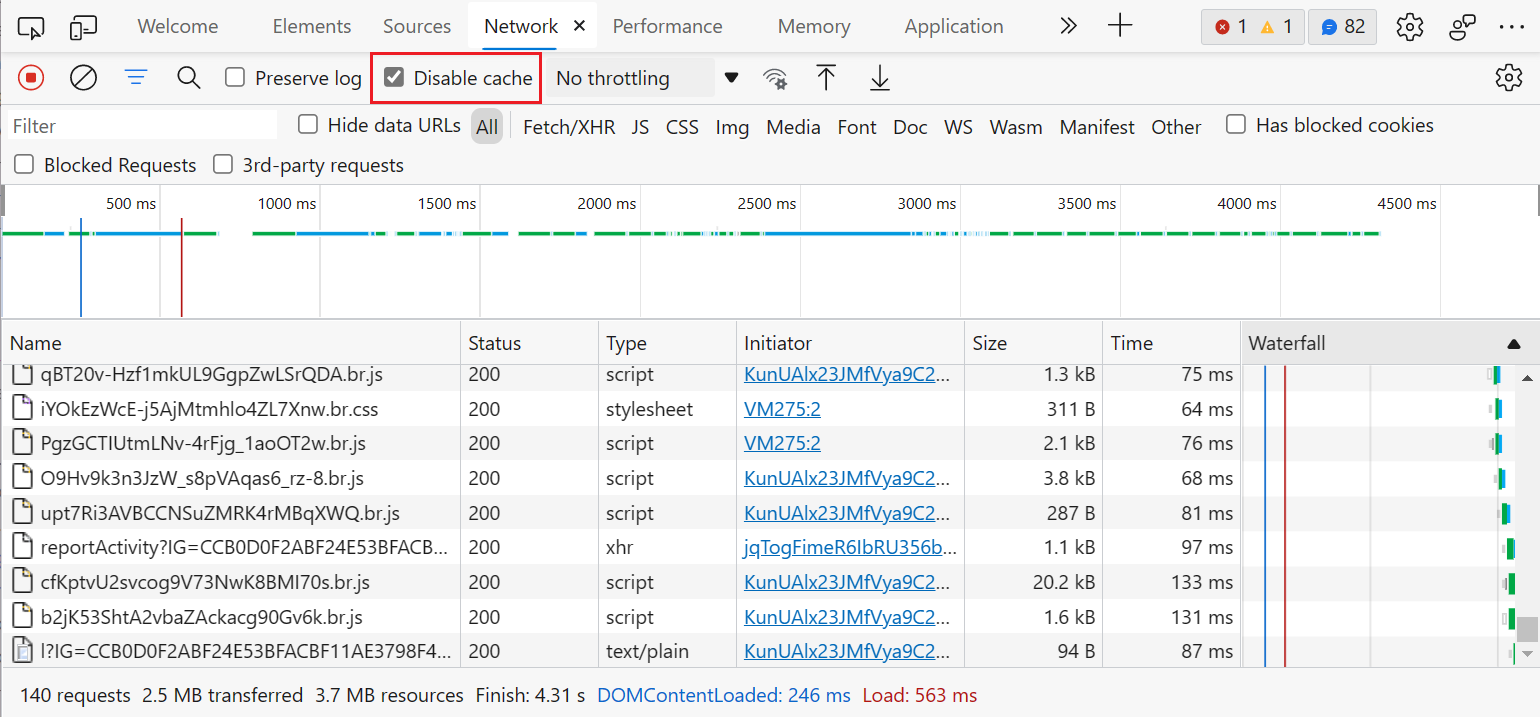 Welcome Elements Sources Network × Performance Memory Application 1 1 82
Preserve log Disable cache No throttling
Filter Hide data URLs All Fetch/XHR JS CSS Img Media Font Doc WS Wasm Manifest Other Has blocked cookies
Blocked Requests 3rd-party requests
500 ms 1000 ms 1500 ms 2000 ms 2500 ms 3000 ms 3500 ms 4000 ms 4500 ms
Name Status Type Initiator Size Time Waterfall
qBT20v-Hzf1mkUL9GgpZwLSrQDA.br.js 200 script KunUAlx23JMfVya9C2... 1.3 kB 75 ms
iYOkEzWcE-j5AjMtmhlo4ZL7Xnw.br.css 200 stylesheet VM275:2 311 B 64 ms
PgzGCTIUtmLNv-4rFjg_1aoOT2w.br.js 200 script VM275:2 2.1 kB 76 ms
O9Hv9k3n3JzW_s8pVAqas6_rz-8.br.js 200 script KunUAlx23JMfVya9C2... 3.8 kB 68 ms
upt7Ri3AVBCCNSuZMRK4rMBqXWQ.br.js 200 script KunUAlx23JMfVya9C2... 287 B 81 ms
reportActivity?IG=CCB0D0F2ABF24E53BFACB... 200 xhr jqTogFimeR6IbRU356b... 1.1 kB 97 ms
cfKptvU2svcog9V73NwK8BMI70s.br.js 200 script KunUAlx23JMfVya9C2... 20.2 kB 133 ms
b2jK53ShtA2vbaZAckacg90Gv6k.br.js 200 script KunUAlx23JMfVya9C2... 1.6 kB 131 ms
l?IG=CCB0D0F2ABF24E53BFACBF11AE3798F4... 200 text/plain KunUAlx23JMfVya9C2... 94 B 87 ms
140 requests 2.5 MB transferred 3.7 MB resources Finish: 4.31 s DOMContentLoaded: 246 ms Load: 563 ms